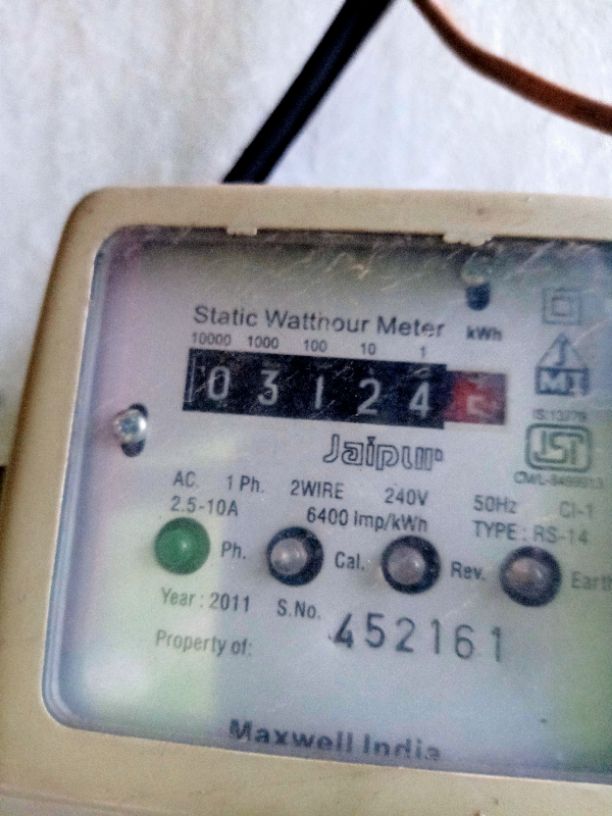 Static Watthour Meter kWh
10000 1000 100 10 1
0 3 1 2 4
MI
IS:13779
ISI
Jaipur
AC. 1 Ph. 2WIRE 240V 50Hz Cl-1
2.5-10A 6400 imp/kWh TYPE : RS-14
Ph. Cal. Rev. Earth
Year : 2011 S.No. 452161
Property of:
Maxwell India